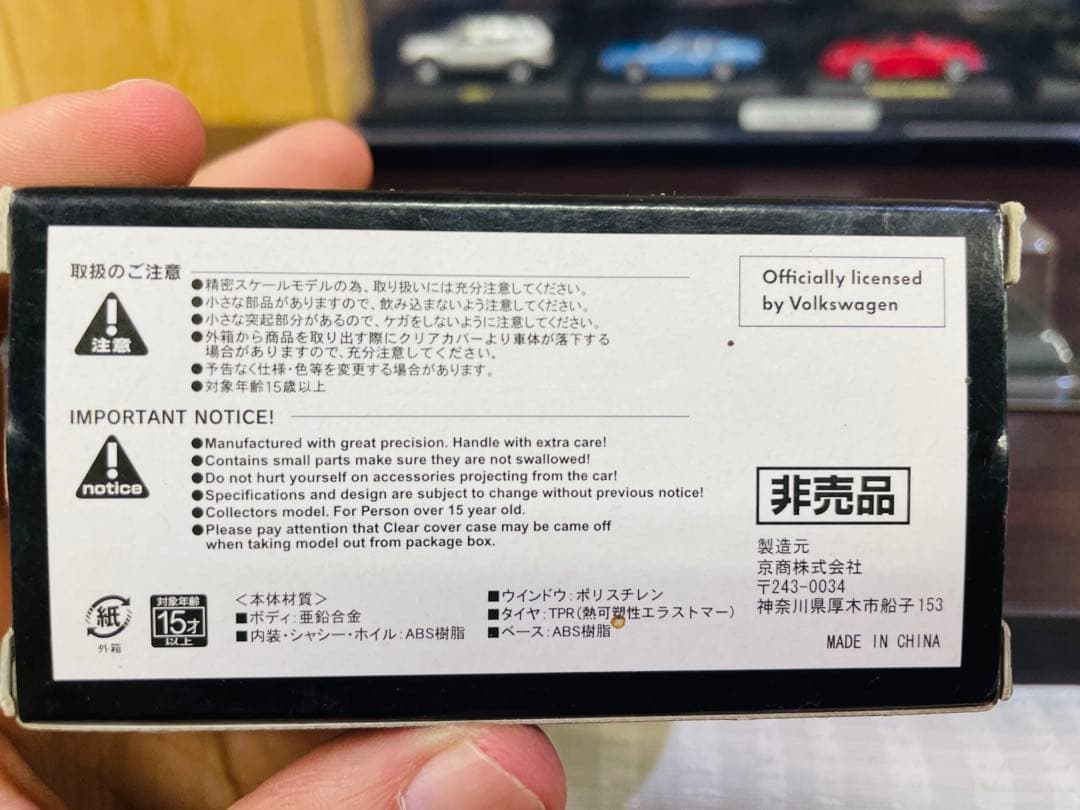 取扱のご注意
注意
●精密スケールモデルの為、取り扱いには充分注意してください。
●小さな部品がありますので、飲み込まないよう注意してください。
●小さな突起部分があるので、ケガをしないように注意してください。
●外箱から商品を取り出す際にクリアカバーより車体が落下する
場合がありますので、充分注意してください。
●予告なく仕様・色等を変更する場合があります。
●対象年齢15歳以上
Officially licensed
by Volkswagen
IMPORTANT NOTICE!
notice
●Manufactured with great precision. Handle with extra care!
●Contains small parts make sure they are not swallowed!
●Do not hurt yourself on accessories projecting from the car!
●Specifications and design are subject to change without previous notice!
●Collectors model. For Person over 15 year old.
●Please pay attention that Clear cover case may be came off
when taking model out from package box.
非売品
製造元
京商株式会社
〒243-0034
神奈川県厚木市船子153
MADE IN CHINA
紙
外箱
対象年齢
15才
以上
＜本体材質＞
■ボディ:亜鉛合金
■内装・シャシー・ホイル:ABS樹脂
■ウインドウ:ポリスチレン
■タイヤ:TPR(熱可塑性エラストマー)
■ベース:ABS樹脂